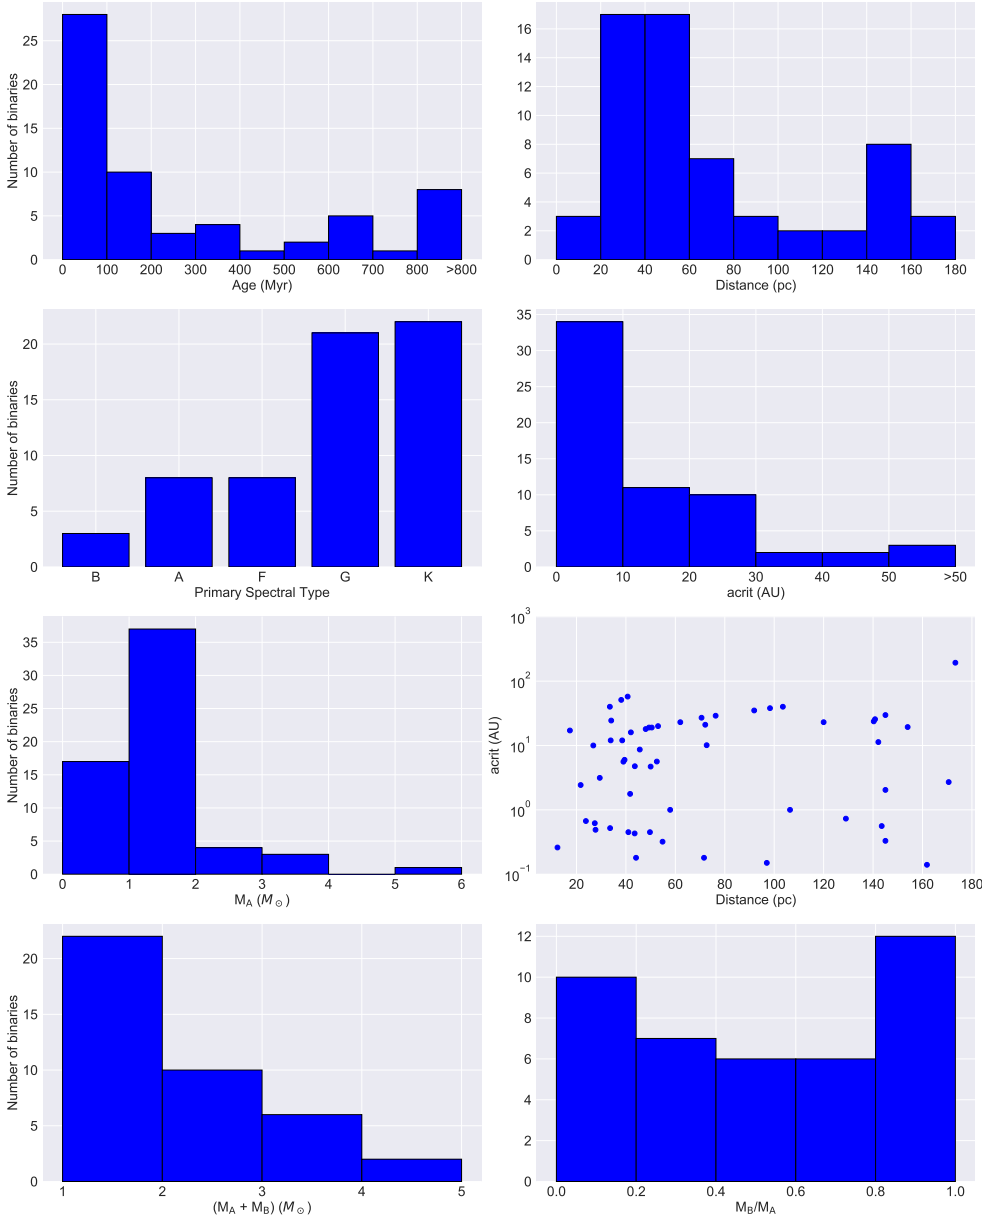 25
20
15
10
5
0
Number of binaries
0 100 200 300 400 500 600 700 800 >800
Age (Myr)
16
14
12
10
8
6
4
2
0
0 20 40 60 80 100 120 140 160 180
Distance (pc)
20
15
10
5
0
Number of binaries
B A F G K
Primary Spectral Type
35
30
25
20
15
10
5
0
0 10 20 30 40 50 >50
acrit (AU)
35
30
25
20
15
10
5
0
Number of binaries
0 1 2 3 4 5 6
M_A (M_⊙)
10^3
10^2
10^1
10^0
10^−1
acrit (AU)
20 40 60 80 100 120 140 160 180
Distance (pc)
20
15
10
5
0
Number of binaries
1 2 3 4 5
(M_A + M_B) (M_⊙)
12
10
8
6
4
2
0
0.0 0.2 0.4 0.6 0.8 1.0
M_B/M_A